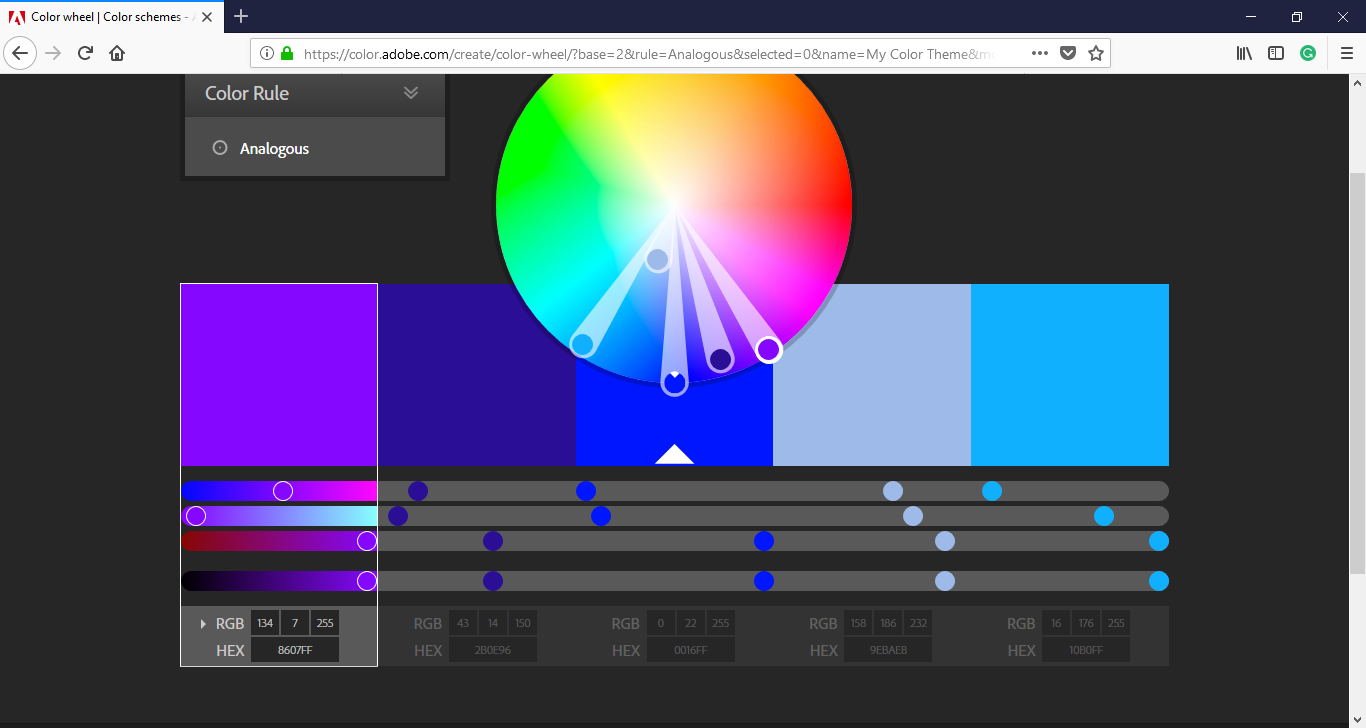 Color wheel | Color schemes - A
https://color.adobe.com/create/color-wheel/?base=2&rule=Analogous&selected=0&name=My Color Theme&m
Color Rule
Analogous
RGB 134 7 255 RGB 43 14 150 RGB 0 22 255 RGB 158 186 232 RGB 16 176 255
HEX 8607FF HEX 2B0E96 HEX 0016FF HEX 9EBAE8 HEX 10B0FF